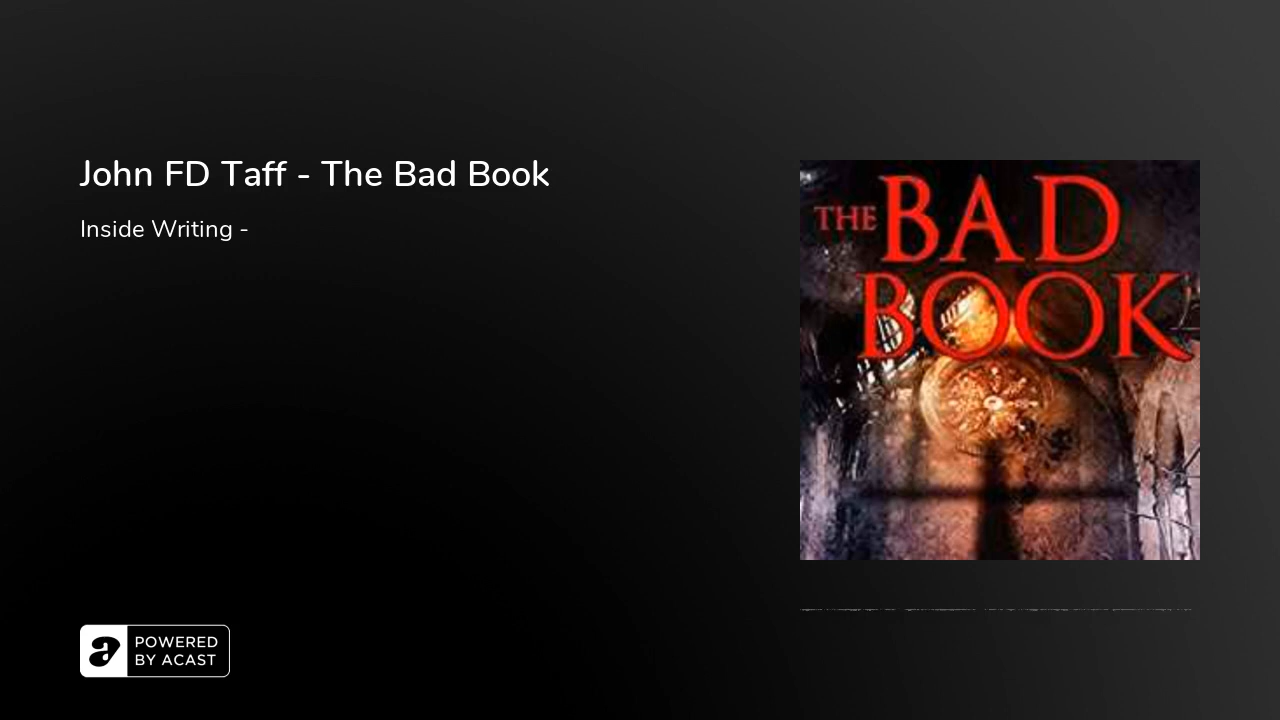 John FD Taff - The Bad Book
Inside Writing -
THE BAD
BOOK
a POWERED
BY ACAST